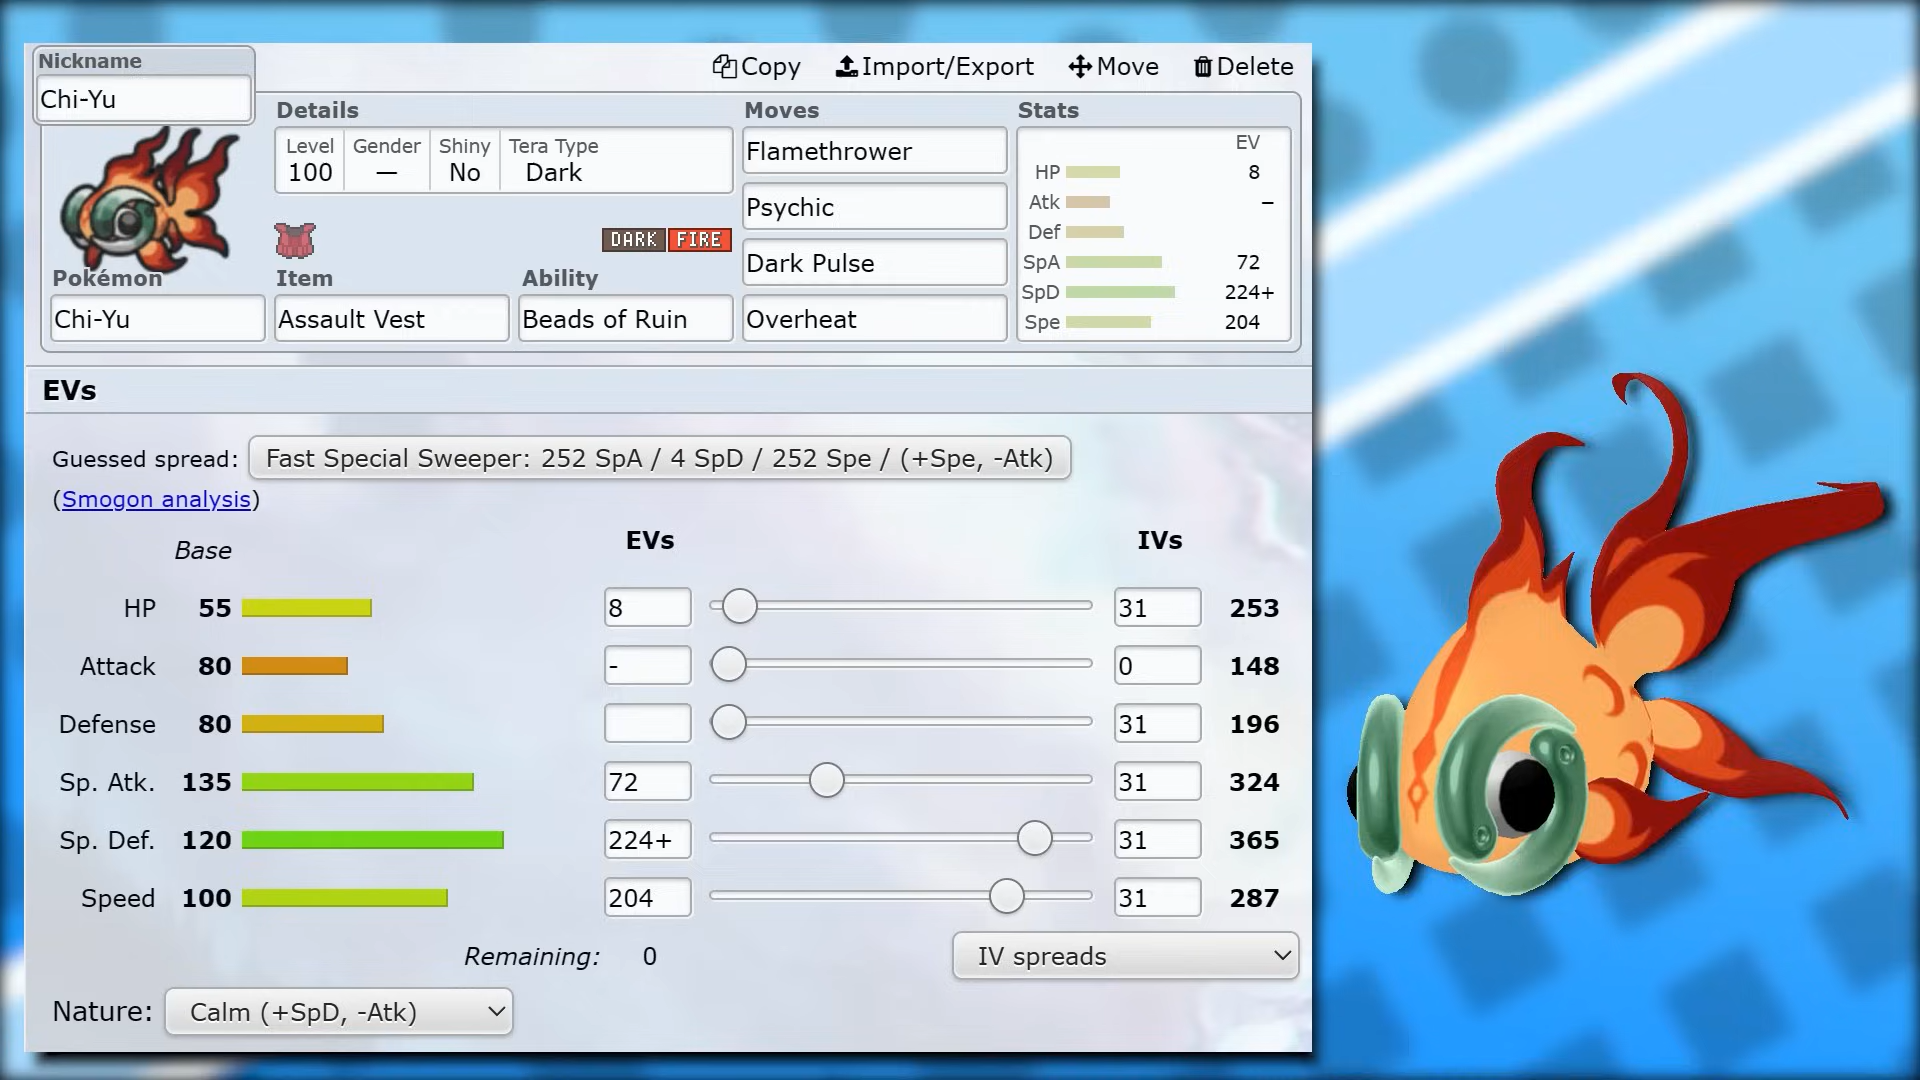 Nickname
Chi-Yu
Copy Import/Export Move Delete
Details
Level Gender Shiny Tera Type
100 — No Dark
DARK FIRE
Pokémon Item Ability
Chi-Yu Assault Vest Beads of Ruin
Moves
Flamethrower
Psychic
Dark Pulse
Overheat
Stats
EV
HP 8
Atk –
Def
SpA 72
SpD 224+
Spe 204
EVs
Guessed spread: Fast Special Sweeper: 252 SpA / 4 SpD / 252 Spe / (+Spe, -Atk)
(Smogon analysis)
Base EVs IVs
HP 55 8 31 253
Attack 80 - 0 148
Defense 80 31 196
Sp. Atk. 135 72 31 324
Sp. Def. 120 224+ 31 365
Speed 100 204 31 287
Remaining: 0 IV spreads
Nature: Calm (+SpD, -Atk)